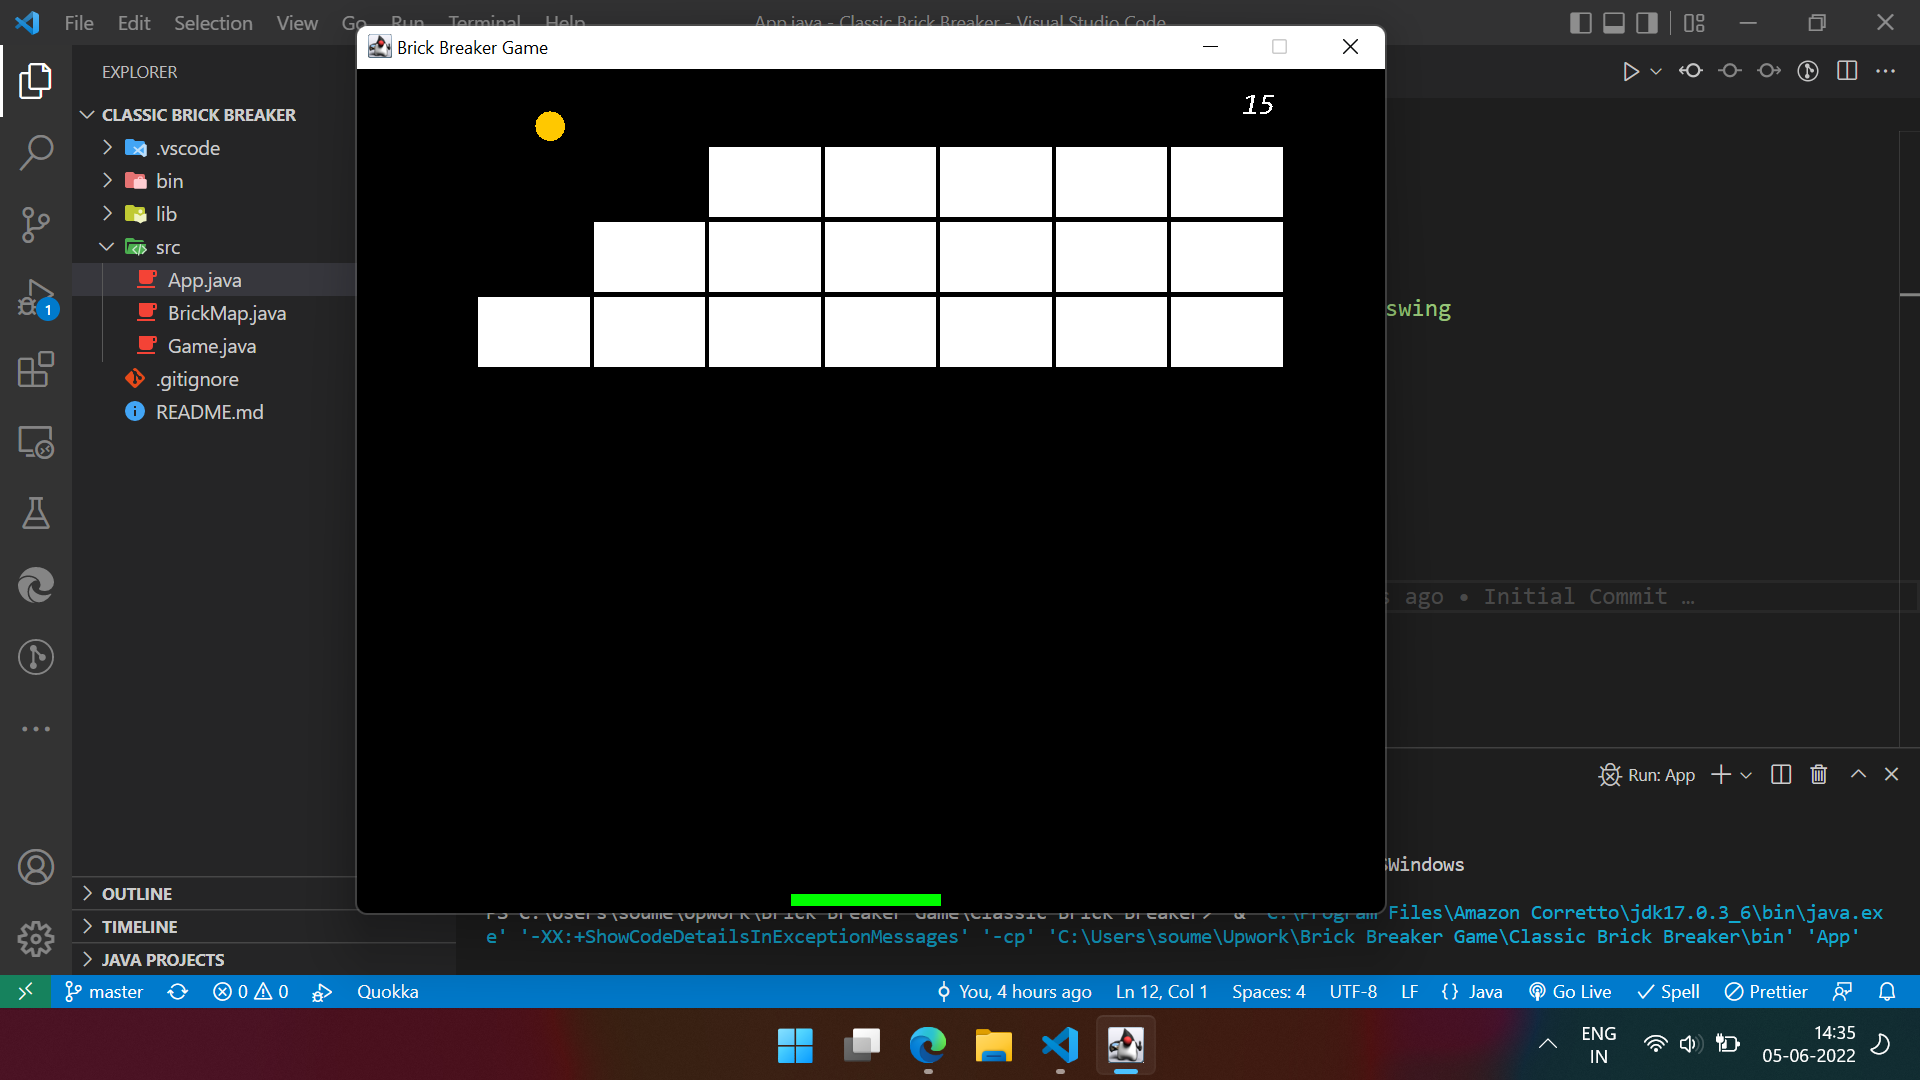 File Edit Selection View Go Run Terminal Help
App.java - Classic Brick Breaker - Visual Studio Code
Brick Breaker Game
EXPLORER
15
CLASSIC BRICK BREAKER
.vscode
bin
lib
src
App.java
BrickMap.java
Game.java
.gitignore
README.md
swing
1
ago • Initial Commit …
Run: App
Windows
OUTLINE
TIMELINE
JAVA PROJECTS
PS C:\Users\soume\Upwork\Brick Breaker Game\Classic Brick Breaker> & 'C:\Program Files\Amazon Corretto\jdk17.0.3_6\bin\java.ex
e' '-XX:+ShowCodeDetailsInExceptionMessages' '-cp' 'C:\Users\soume\Upwork\Brick Breaker Game\Classic Brick Breaker\bin' 'App'
master 0 0 Quokka You, 4 hours ago Ln 12, Col 1 Spaces: 4 UTF-8 LF {} Java Go Live Spell Prettier
ENG
IN
14:35
05-06-2022